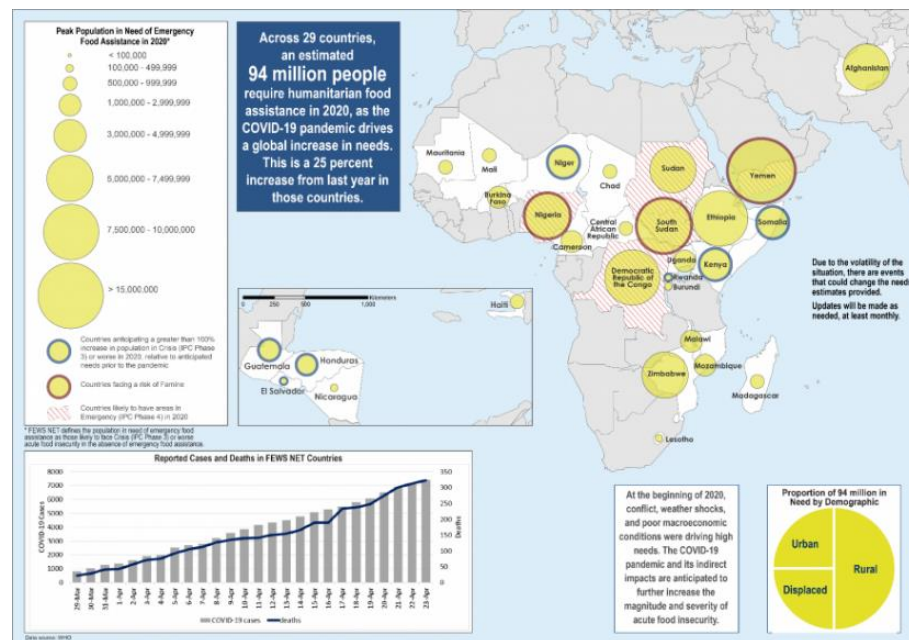 Peak Population in Need of Emergency
Food Assistance in 2020*
< 100,000
100,000 - 499,999
500,000 - 999,999
1,000,000 - 2,999,999
3,000,000 - 4,999,999
5,000,000 - 7,499,999
7,500,000 - 10,000,000
> 15,000,000
Countries anticipating a greater than 100%
increase in population in Crisis (IPC Phase
3) or worse in 2020, relative to anticipated
needs prior to the pandemic
Countries facing a risk of Famine
Countries likely to have areas in
Emergency (IPC Phase 4) in 2020
* FEWS NET defines the population in need of emergency food
assistance as those likely to face Crisis (IPC Phase 3) or worse
acute food insecurity in the absence of emergency food assistance.
Across 29 countries,
an estimated
94 million people
require humanitarian food
assistance in 2020, as the
COVID-19 pandemic drives
a global increase in needs.
This is a 25 percent
increase from last year in
those countries.
Afghanistan
Mauritania
Mali
Niger
Chad
Sudan
Yemen
Burkina
Faso
Nigeria
Central
African
Republic
South
Sudan
Ethiopia
Somalia
Cameroon
Uganda
Kenya
Rwanda
Burundi
Democratic
Republic of
the Congo
Malawi
Mozambique
Zimbabwe
Madagascar
Lesotho
Due to the volatility of the
situation, there are events
that could change the need
estimates provided.
Updates will be made as
needed, at least monthly.
Kilometers
0 250 500 1,000
Haiti
Guatemala
Honduras
El Salvador
Nicaragua
Reported Cases and Deaths in FEWS NET Countries
COVID-19 Cases
8000
7000
6000
5000
4000
3000
2000
1000
0
350
300
250
200
150
100
50
0
Deaths
29-Mar
30-Mar
31-Mar
1-Apr
2-Apr
3-Apr
4-Apr
5-Apr
6-Apr
7-Apr
8-Apr
9-Apr
10-Apr
11-Apr
12-Apr
13-Apr
14-Apr
15-Apr
16-Apr
17-Apr
18-Apr
19-Apr
20-Apr
21-Apr
22-Apr
23-Apr
COVID-19 cases
deaths
Data source: WHO
At the beginning of 2020,
conflict, weather shocks,
and poor macroeconomic
conditions were driving high
needs. The COVID-19
pandemic and its indirect
impacts are anticipated to
further increase the
magnitude and severity of
acute food insecurity.
Proportion of 94 million in
Need by Demographic
Urban
Rural
Displaced